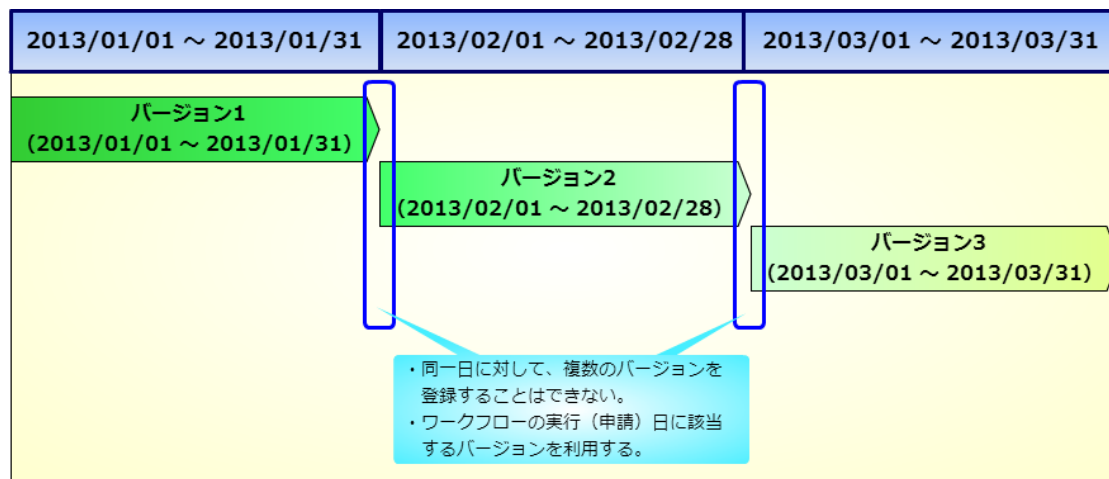 2013/01/01 ～ 2013/01/31
2013/02/01 ～ 2013/02/28
2013/03/01 ～ 2013/03/31
バージョン1
(2013/01/01 ～ 2013/01/31)
バージョン2
(2013/02/01 ～ 2013/02/28)
バージョン3
(2013/03/01 ～ 2013/03/31)
・同一日に対して、複数のバージョンを
登録することはできない。
・ワークフローの実行（申請）日に該当
するバージョンを利用する。